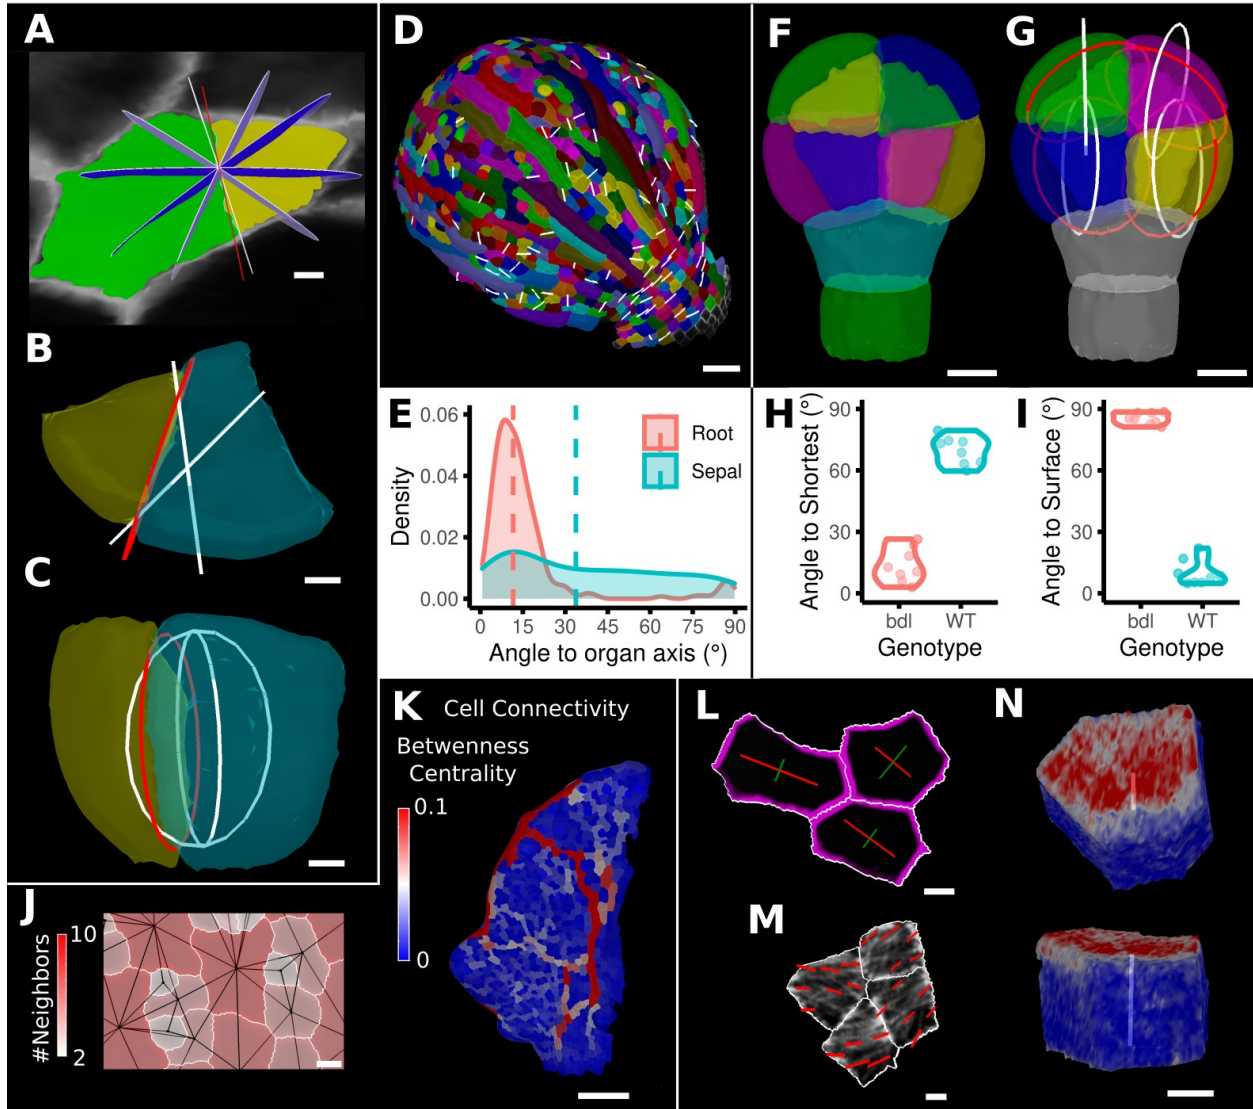 A
B
C
D
E
0.06
0.04
0.02
0.00
Density
Root
Sepal
0 15 30 45 60 75 90
Angle to organ axis (°)
F
G
H
90
60
30
0
Angle to Shortest (°)
bdl WT
Genotype
I
90
60
30
0
Angle to Surface (°)
bdl WT
Genotype
J
#Neighbors
10
2
K
Cell Connectivity
Betwenness
Centrality
0.1
0
L
M
N